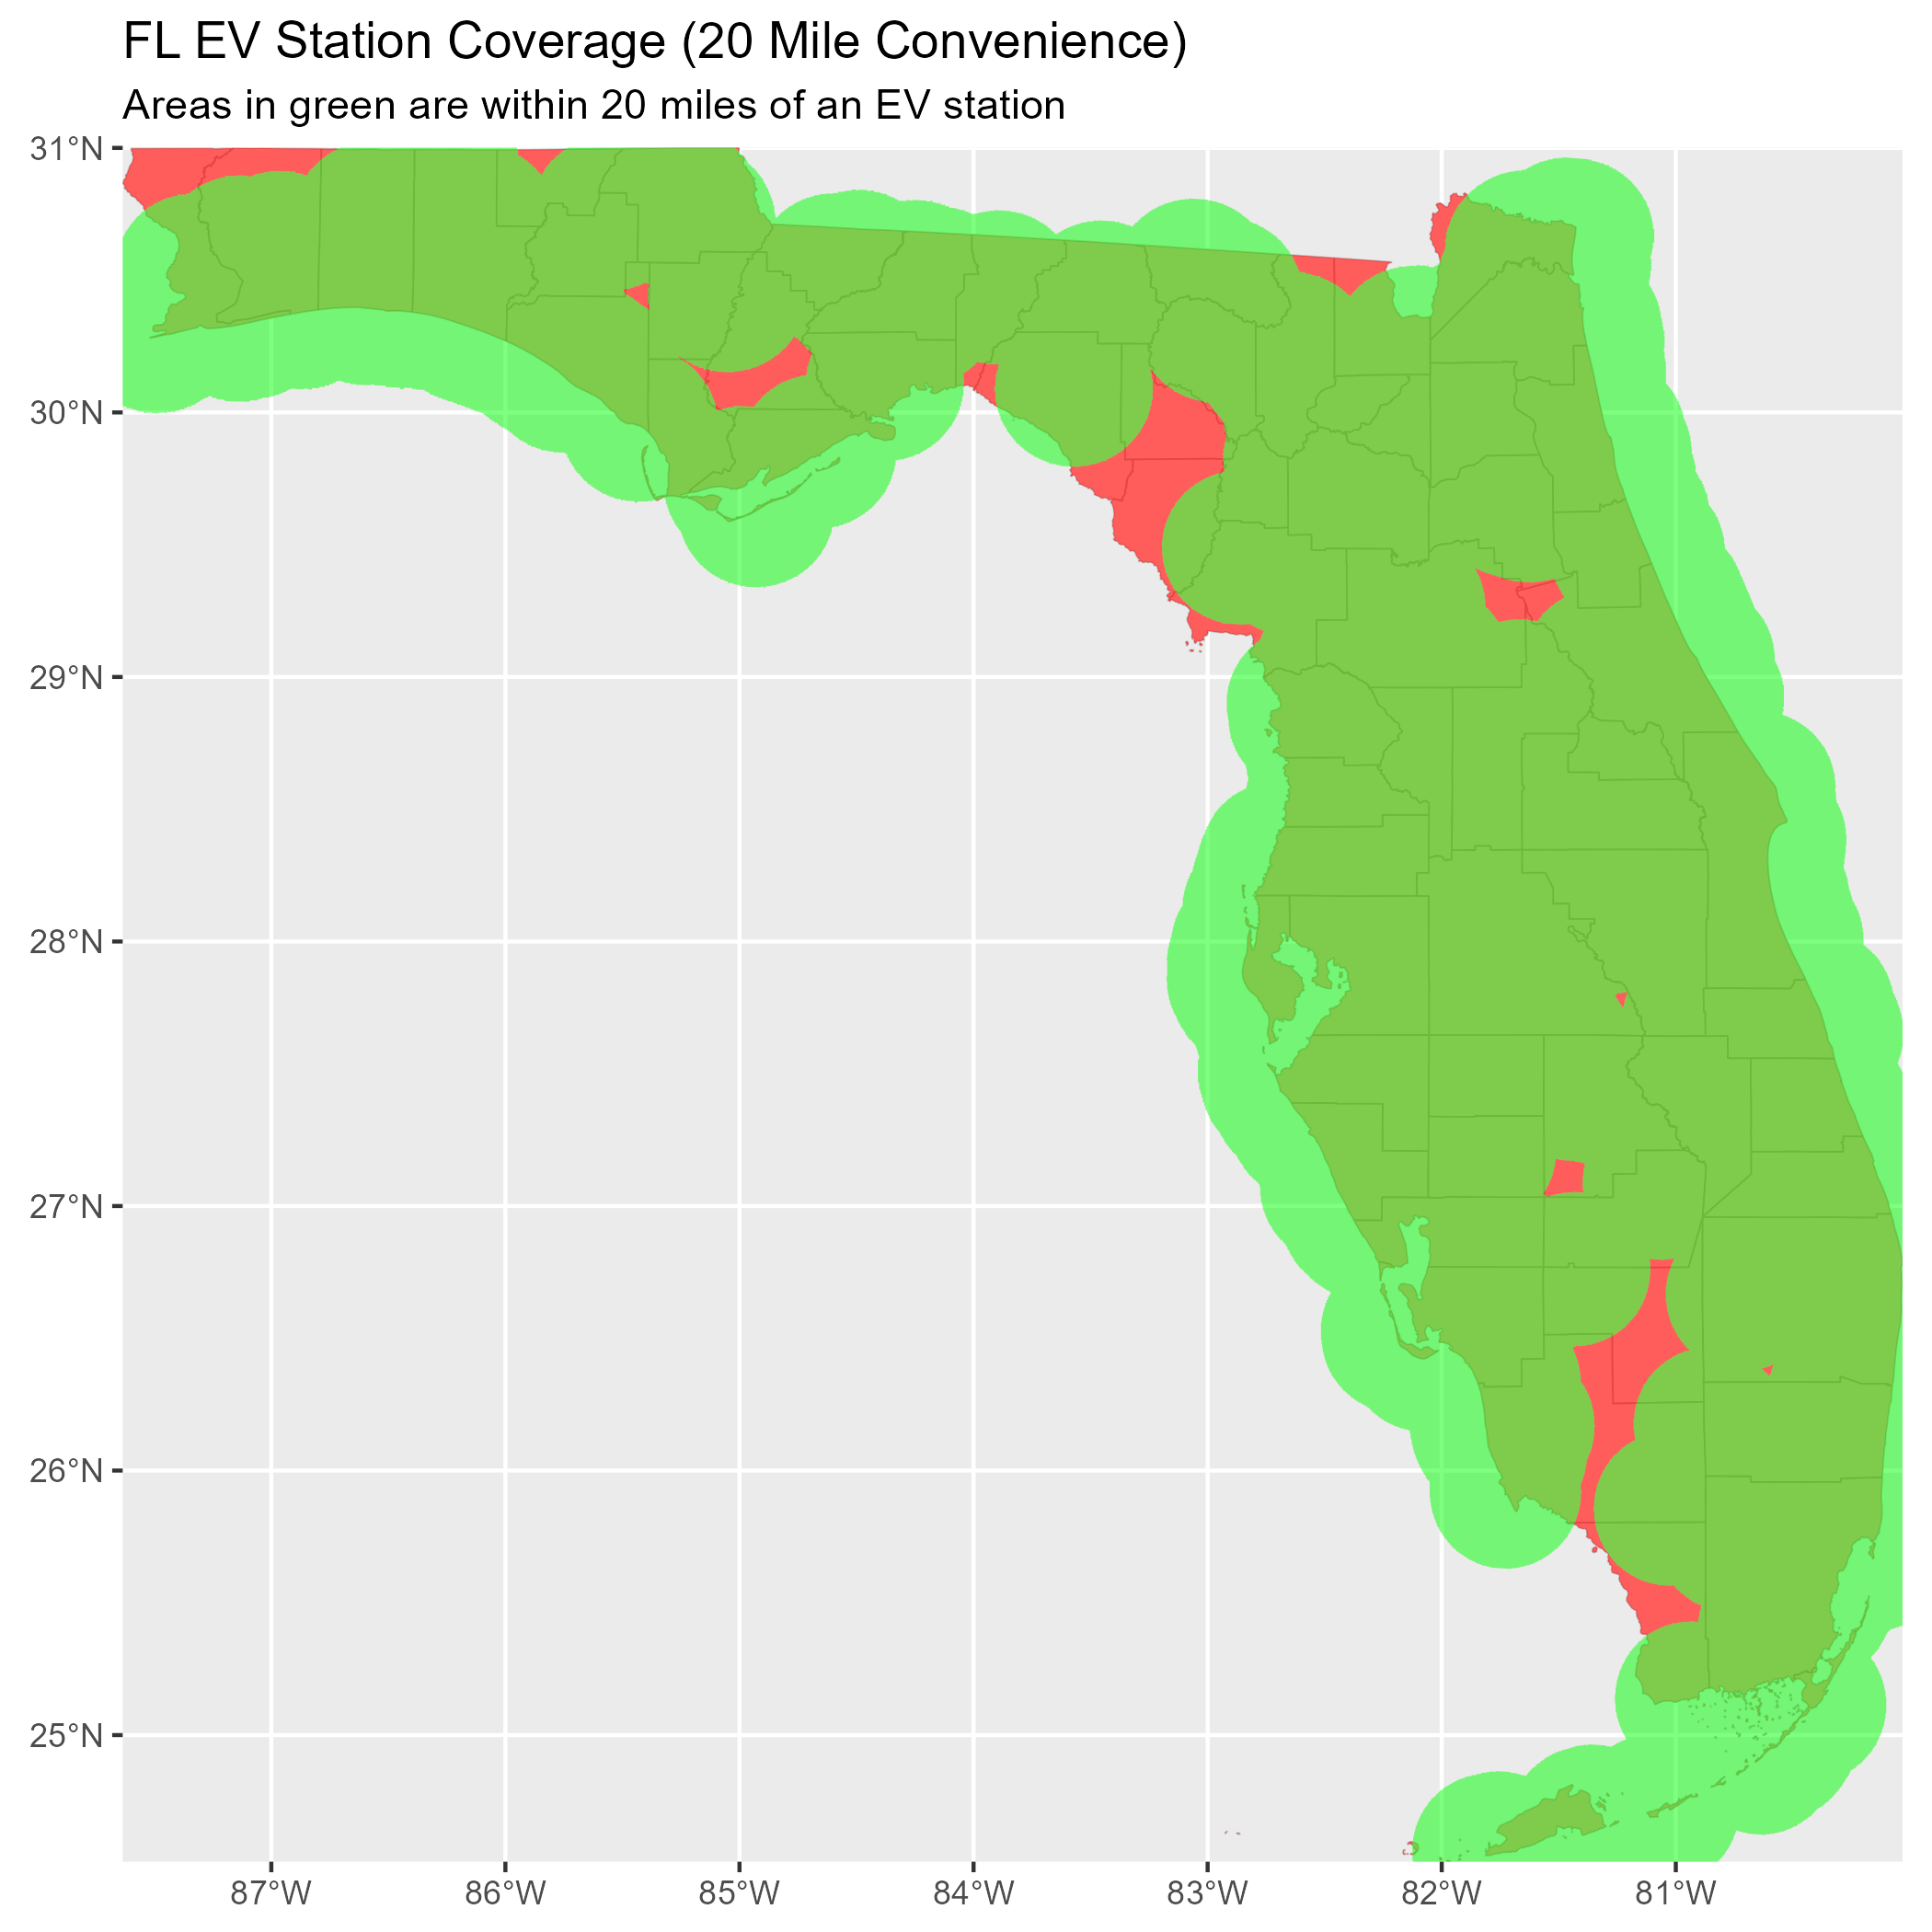 FL EV Station Coverage (20 Mile Convenience)
Areas in green are within 20 miles of an EV station
31°N
30°N
29°N
28°N
27°N
26°N
25°N
87°W
86°W
85°W
84°W
83°W
82°W
81°W